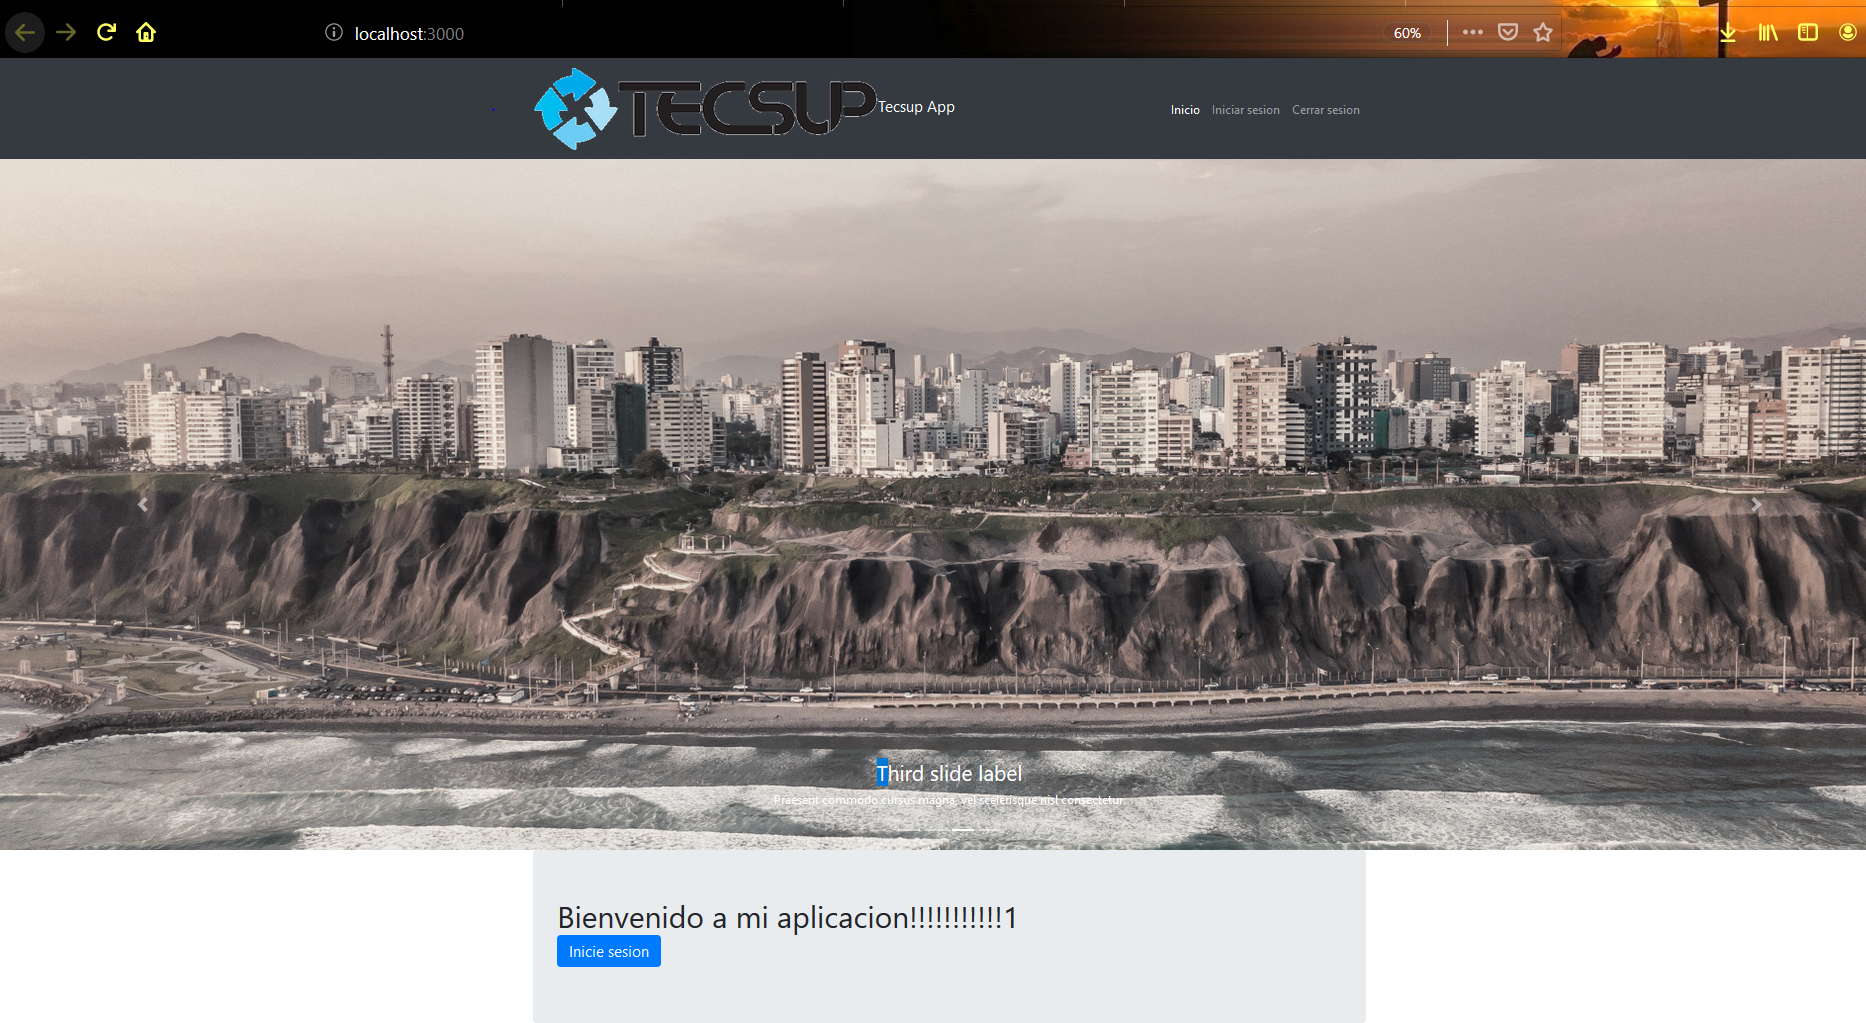 localhost:3000
60%
TECSUP
Tecsup App
Inicio
Iniciar sesion
Cerrar sesion
Third slide label
Praesent commodo cursus magna, vel scelerisque nisl consectetur.
Bienvenido a mi aplicacion!!!!!!!!!!!1
Inicie sesion